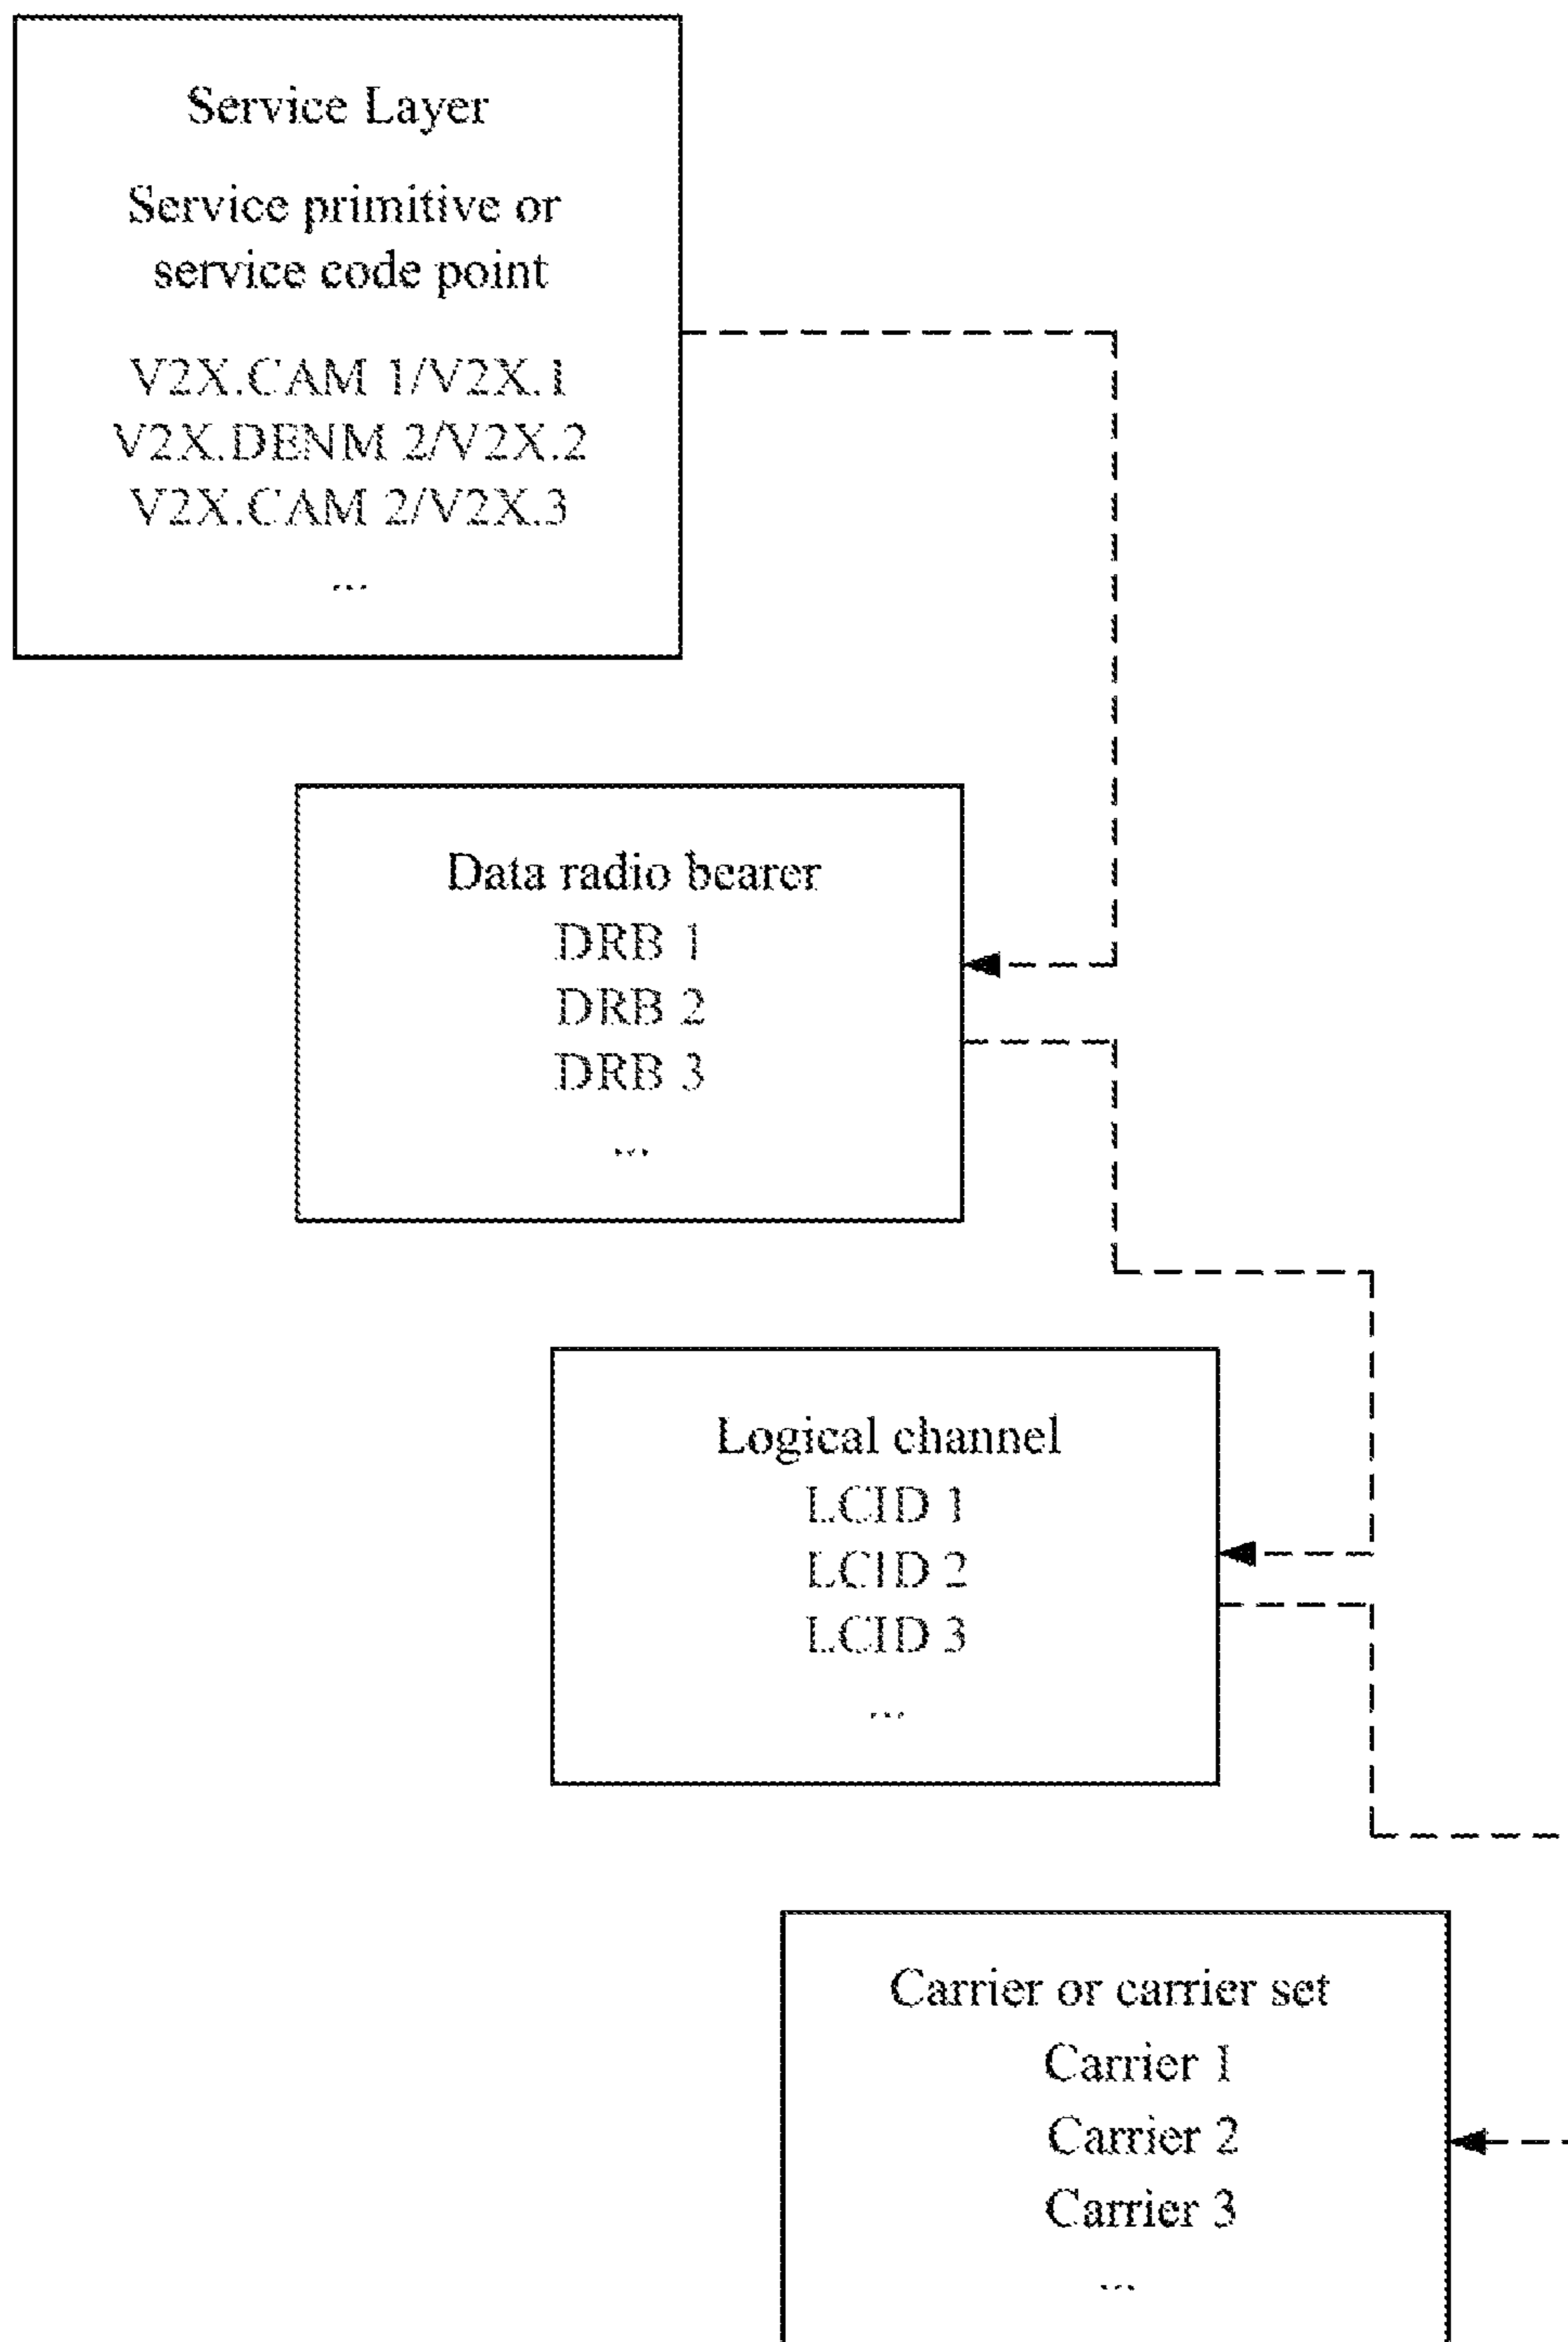 Service Layer
Service primitive or
service code point
V2X.CAM 1/V2X.1
V2X.DENM 2/V2X.2
V2X.CAM 2/V2X.3
...
Data radio bearer
DRB 1
DRB 2
DRB 3
...
Logical channel
LCID 1
LCID 2
LCID 3
...
Carrier or carrier set
Carrier 1
Carrier 2
Carrier 3
...